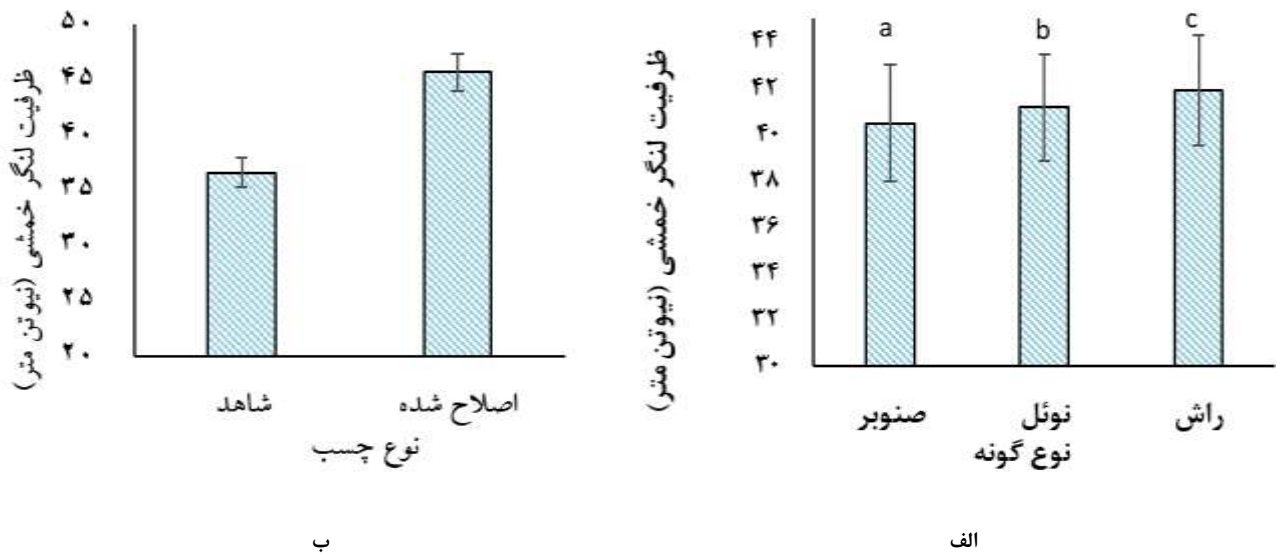 ظرفیت لنگر خمشی (نیوتن متر)
۴۴
۴۲
۴۰
۳۸
۳۶
۳۴
۳۲
۳۰
a
b
c
صنوبر
نوئل
راش
نوع گونه
الف
ظرفیت لنگر خمشی (نیوتن متر)
۵۰
۴۵
۴۰
۳۵
۳۰
۲۵
۲۰
شاهد
اصلاح شده
نوع چسب
ب